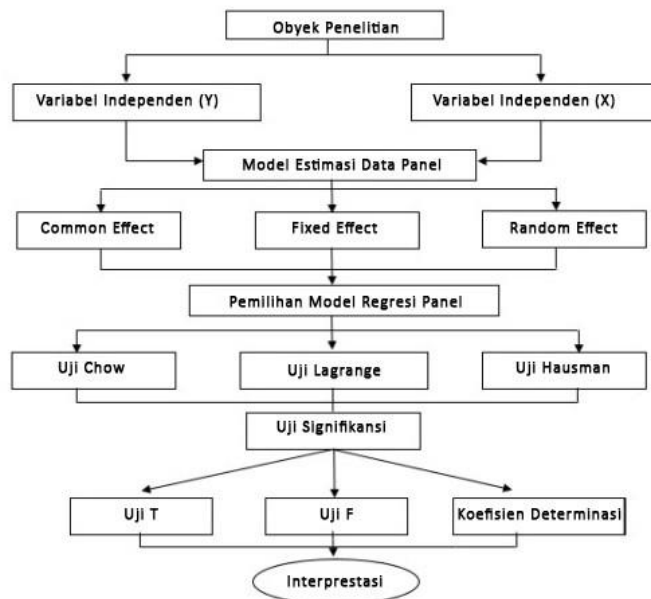 Obyek Penelitian
Variabel Independen (Y)
Variabel Independen (X)
Model Estimasi Data Panel
Common Effect
Fixed Effect
Random Effect
Pemilihan Model Regresi Panel
Uji Chow
Uji Lagrange
Uji Hausman
Uji Signifikansi
Uji T
Uji F
Koefisien Determinasi
Interprestasi